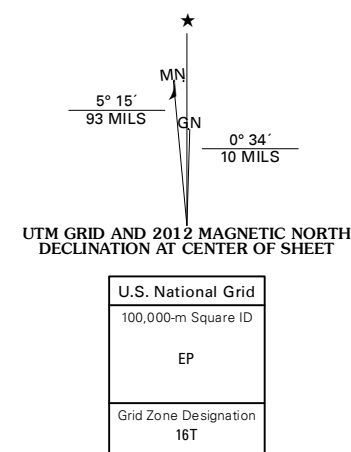 ★
MN
GN
5° 15´
93 MILS
0° 34´
10 MILS
UTM GRID AND 2012 MAGNETIC NORTH
DECLINATION AT CENTER OF SHEET
U.S. National Grid
100,000-m Square ID
EP
Grid Zone Designation
16T